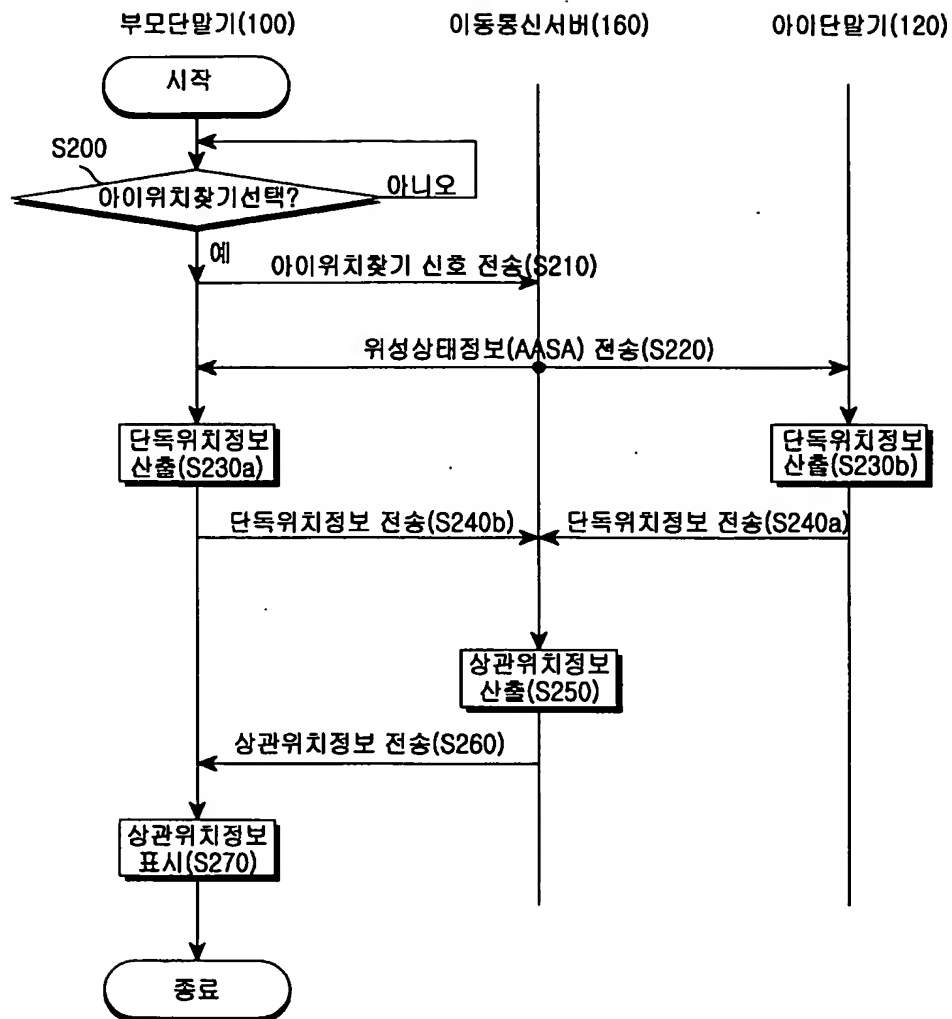 부모단말기(100) 이동통신서버(160) 아이단말기(120)
시작
S200
아이위치찾기선택?
아니오
예
아이위치찾기 신호 전송(S210)
위성상태정보(AASA) 전송(S220)
단독위치정보
산출(S230a)
단독위치정보
산출(S230b)
단독위치정보 전송(S240b)
단독위치정보 전송(S240a)
상관위치정보
산출(S250)
상관위치정보 전송(S260)
상관위치정보
표시(S270)
종료